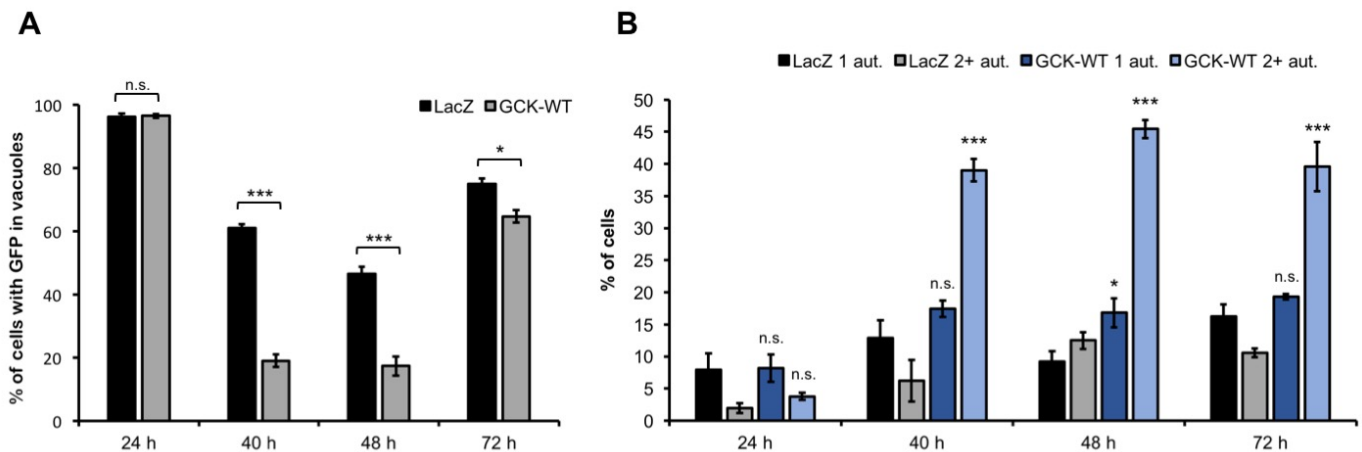 A
B
LacZ 1 aut. LacZ 2+ aut. GCK-WT 1 aut. GCK-WT 2+ aut.
n.s.
LacZ GCK-WT
***
***
*
% of cells with GFP in vacuoles
100
80
60
40
20
0
24 h 40 h 48 h 72 h
% of cells
50
45
40
35
30
25
20
15
10
5
0
n.s.
n.s.
n.s.
***
*
***
n.s.
***
24 h 40 h 48 h 72 h